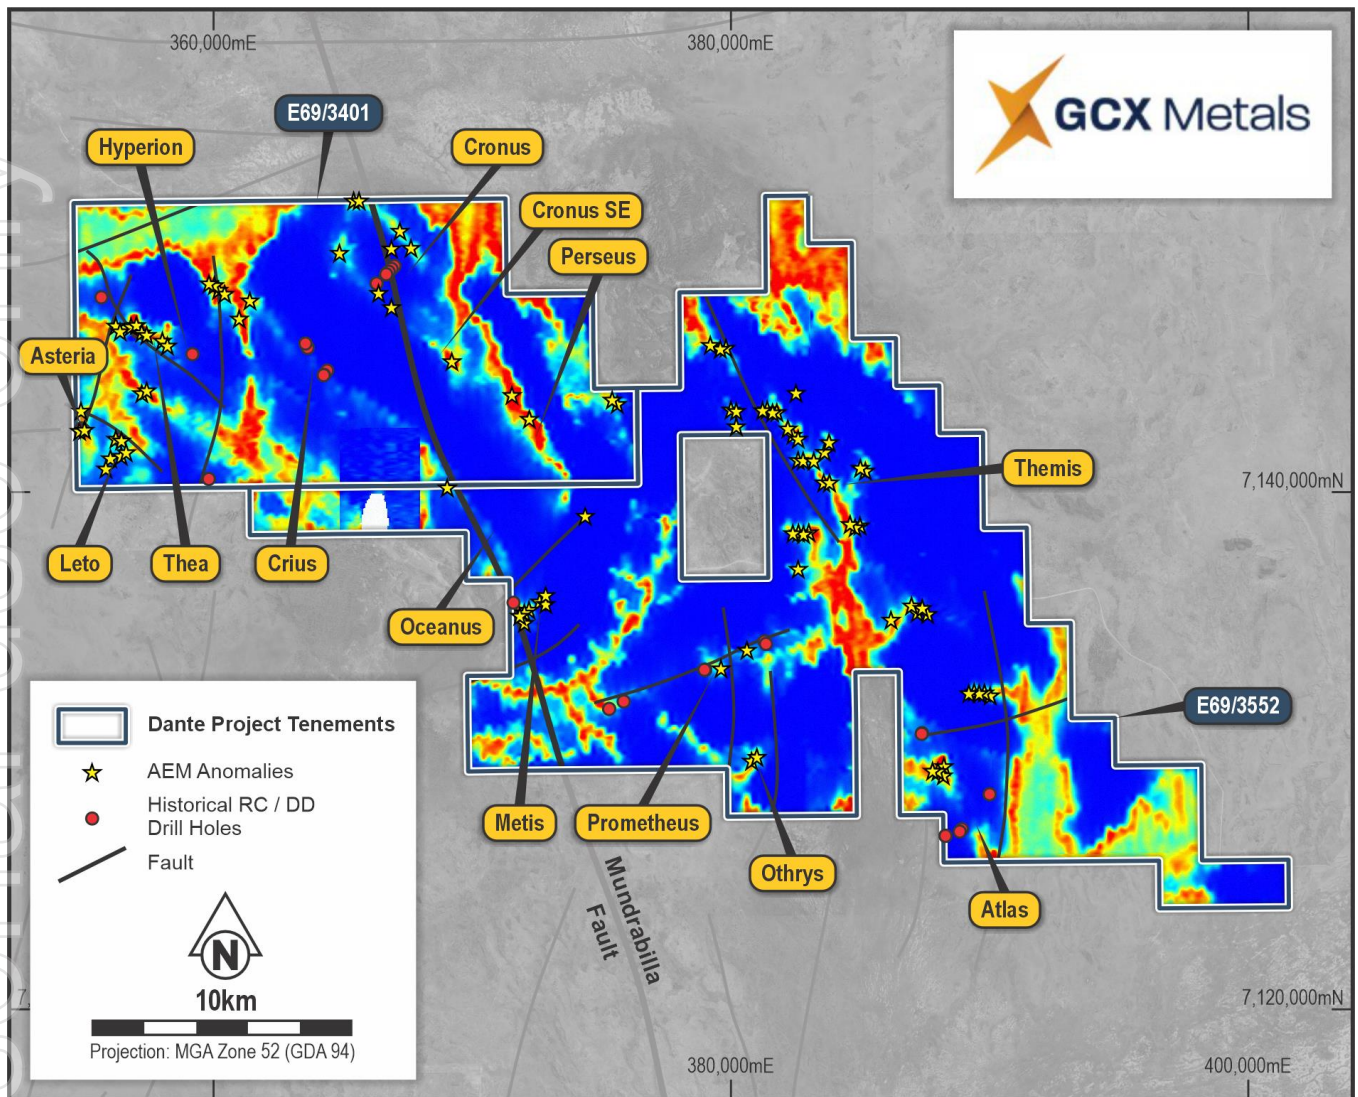 360,000mE
380,000mE
GCX Metals
E69/3401
Hyperion
Cronus
Cronus SE
Perseus
Asteria
Themis
7,140,000mN
Leto
Thea
Crius
Oceanus
E69/3552
Dante Project Tenements
AEM Anomalies
Historical RC / DD
Drill Holes
Fault
N
10km
Projection: MGA Zone 52 (GDA 94)
Metis
Prometheus
Othrys
Atlas
Mundrabilla
Fault
7,120,000mN
380,000mE
400,000mE